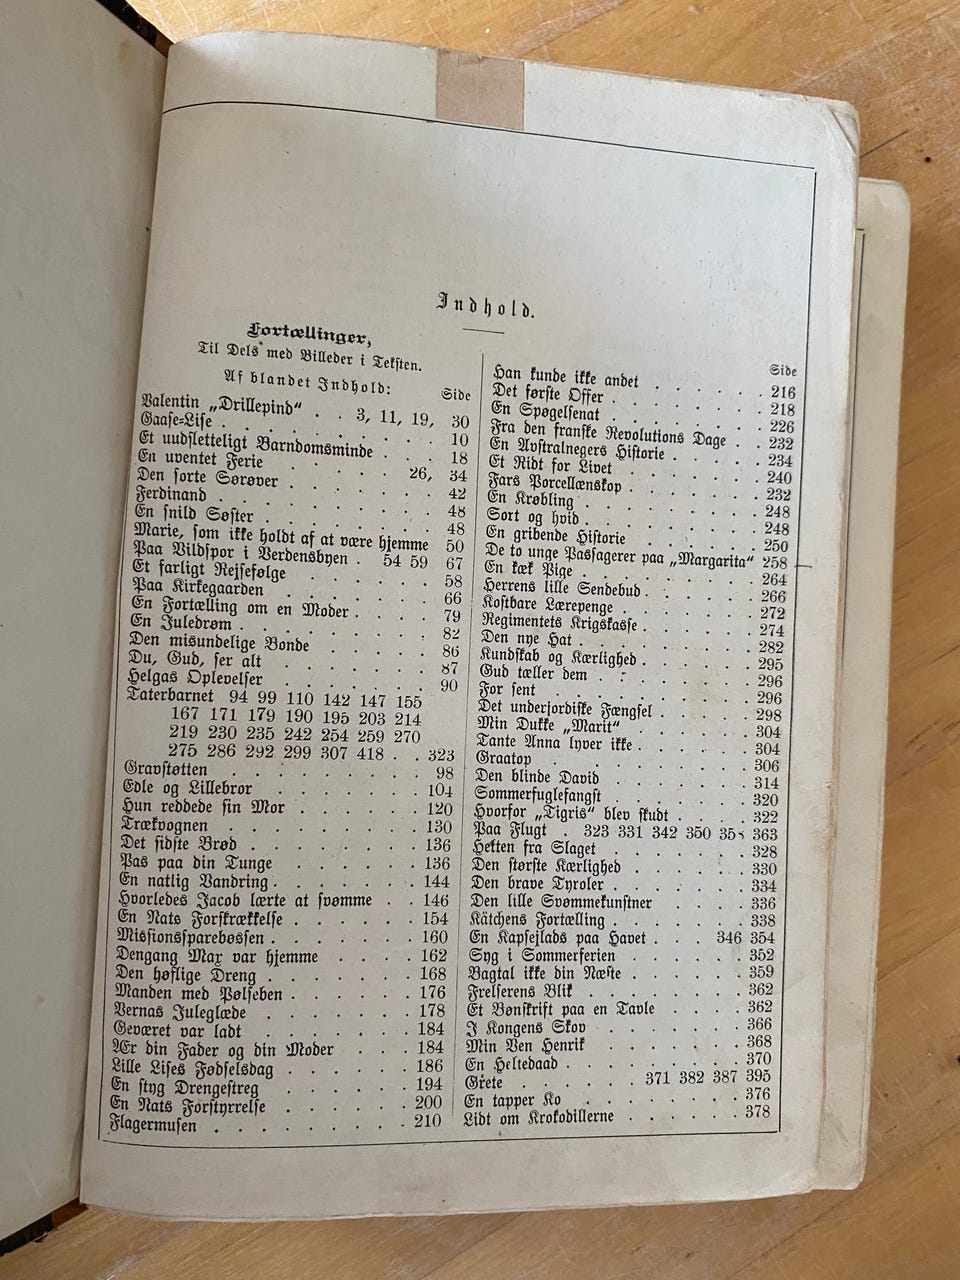 Indhold.
Fortællinger,
Til Dels med Billeder i Teksten.
Af blandet Indhold:
Side
Valentin „Drillepind“ . . 3, 11, 19, 30
Gaase-Lise . . . . . . . . 10
Et uudsletteligt Barndomsminde . . 18
En uventet Ferie . . . . 26, 34
Den sorte Sørøver . . . . . . 42
Ferdinand . . . . . . . . 48
En snild Søster . . . . . . . 48
Marie, som ikke holdt af at være hjemme 50
Paa Vildspor i Verdensbyen . 54 59 67
Et farligt Rejsefølge . . . . . 58
Paa Kirkegaarden . . . . . . 66
En Fortælling om en Moder . . . . 79
En Juledrøm . . . . . . . . 82
Den misundelige Bonde . . . . . 86
Du, Gud, ser alt . . . . . . 87
Helgas Oplevelser . . . . . . 90
Taterbarnet 94 99 110 142 147 155
167 171 179 190 195 203 214
219 230 235 242 254 259 270
275 286 292 299 307 418 . . 323
Gravstøtten . . . . . . . . 98
Edle og Lillebror . . . . . . 104
Hun reddede sin Mor . . . . . 120
Trækvognen . . . . . . . . 130
Det sidste Brød . . . . . . . 136
Pas paa din Tunge . . . . . . 136
En natlig Vandring . . . . . . 144
Hvorledes Jacob lærte at svømme . . 146
En Nats Forskrækkelse . . . . . 154
Missionssparebøssen . . . . . . 160
Dengang Max var hjemme . . . . 162
Den høflige Dreng . . . . . . 168
Manden med Pølseben . . . . . 176
Vernas Juleglæde . . . . . . 178
Geværet var ladt . . . . . . 184
Ær din Fader og din Moder . . . 184
Lille Lises Fødselsdag . . . . . 186
En styg Drengestreg . . . . . . 194
En Nats Forstyrrelse . . . . . . 200
Flagermusen . . . . . . . . 210
Side
Han kunde ikke andet . . . . . 216
Det første Offer . . . . . . . 218
En Spøgelsenat . . . . . . . 226
Fra den franske Revolutions Dage . . 232
En Avstralnegers Historie . . . . . 234
Et Ridt for Livet . . . . . . . 240
Fars Porcellænskop . . . . . . 232
En Krøbling . . . . . . . . 248
Sort og hvid . . . . . . . . 248
En gribende Historie . . . . . . 250
De to unge Passagerer paa „Margarita“ 258
En kæk Pige . . . . . . . . 264
Herrens lille Sendebud . . . . . 266
Kostbare Lærepenge . . . . . . 272
Regimentets Krigskasse . . . . . 274
Den nye Hat . . . . . . . . 282
Kundskab og Kærlighed . . . . . 295
Gud tæller dem . . . . . . . 296
For sent . . . . . . . . . 296
Det underjordiske Fængsel . . . . . 298
Min Dukke „Marit“ . . . . . . 304
Tante Anna lyver ikke . . . . . 304
Graatop . . . . . . . . . 306
Den blinde David . . . . . . . 314
Sommerfuglefangst . . . . . . . 320
Hvorfor „Tigris“ blev skudt . . . . 322
Paa Flugt . 323 331 342 350 358 363
Helten fra Slaget . . . . . . . 328
Den største Kærlighed . . . . . . 330
Den brave Tyroler . . . . . . . 334
Den lille Svømmekunstner . . . . 336
Kätchens Fortælling . . . . . . 338
En Kapsejlads paa Havet . . . 346 354
Syg i Sommerferien . . . . . . 352
Bagtal ikke din Næste . . . . . . 359
Frelserens Blik . . . . . . . . 362
Et Bønskrift paa en Tavle . . . . 362
I Kongens Skov . . . . . . . 366
Min Ven Henrik . . . . . . . 368
En Heltedaad . . . . . . . . 370
Grete . . . . . . 371 382 387 395
En tapper Ko . . . . . . . . 376
Lidt om Krokodillerne . . . . . . 378